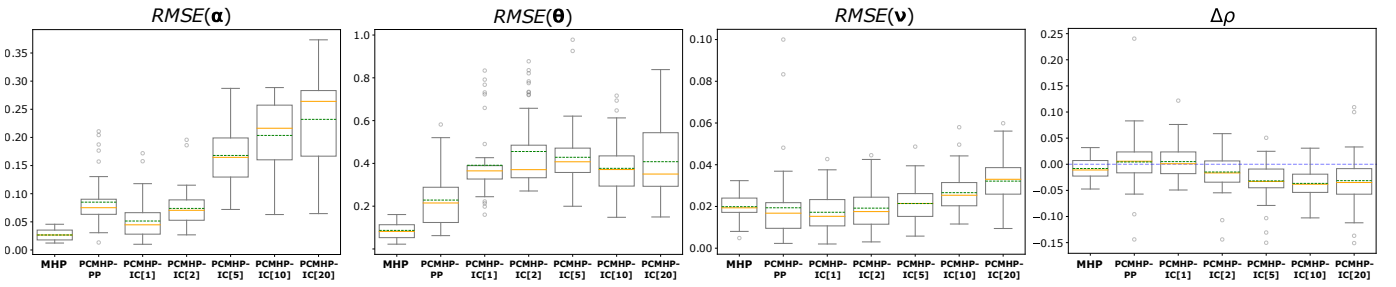 RMSE(α)
0.35
0.30
0.25
0.20
0.15
0.10
0.05
0.00
MHP
PCMHP-
PP
PCMHP-
IC[1]
PCMHP-
IC[2]
PCMHP-
IC[5]
PCMHP-
IC[10]
PCMHP-
IC[20]
RMSE(θ)
1.0
0.8
0.6
0.4
0.2
MHP
PCMHP-
PP
PCMHP-
IC[1]
PCMHP-
IC[2]
PCMHP-
IC[5]
PCMHP-
IC[10]
PCMHP-
IC[20]
RMSE(ν)
0.10
0.08
0.06
0.04
0.02
0.00
MHP
PCMHP-
PP
PCMHP-
IC[1]
PCMHP-
IC[2]
PCMHP-
IC[5]
PCMHP-
IC[10]
PCMHP-
IC[20]
Δρ
0.25
0.20
0.15
0.10
0.05
0.00
−0.05
−0.10
−0.15
MHP
PCMHP-
PP
PCMHP-
IC[1]
PCMHP-
IC[2]
PCMHP-
IC[5]
PCMHP-
IC[10]
PCMHP-
IC[20]